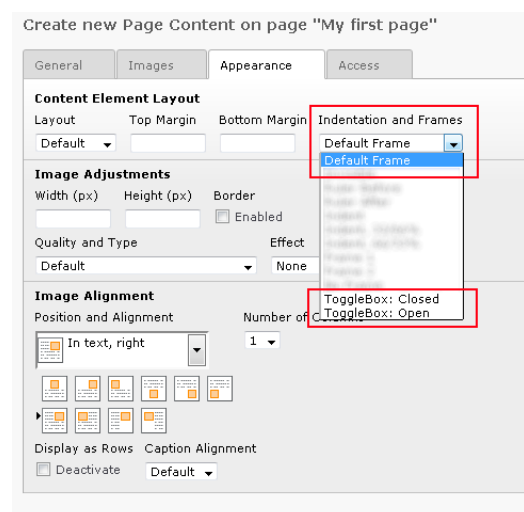 Create new Page Content on page "My first page"
General Images Appearance Access
Content Element Layout
Layout Top Margin Bottom Margin Indentation and Frames
Default Default Frame
Default Frame
Image Adjustments
Width (px) Height (px) Border
Enabled
Quality and Type Effect
Default None
ToggleBox: Closed
Image Alignment
ToggleBox: Open
Position and Alignment Number of
In text, right 1
Display as Rows Caption Alignment
Deactivate Default